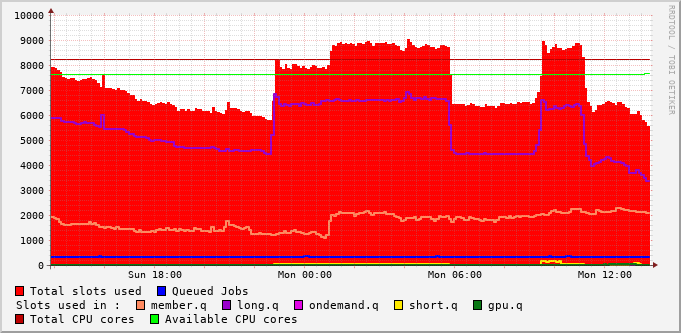 RRDTOOL / TOBI OETIKER
10000
9000
8000
7000
6000
5000
4000
3000
2000
1000
0
Sun 18:00 Mon 00:00 Mon 06:00 Mon 12:00
Total slots used Queued Jobs
Slots used in : member.q long.q ondemand.q short.q gpu.q
Total CPU cores Available CPU cores